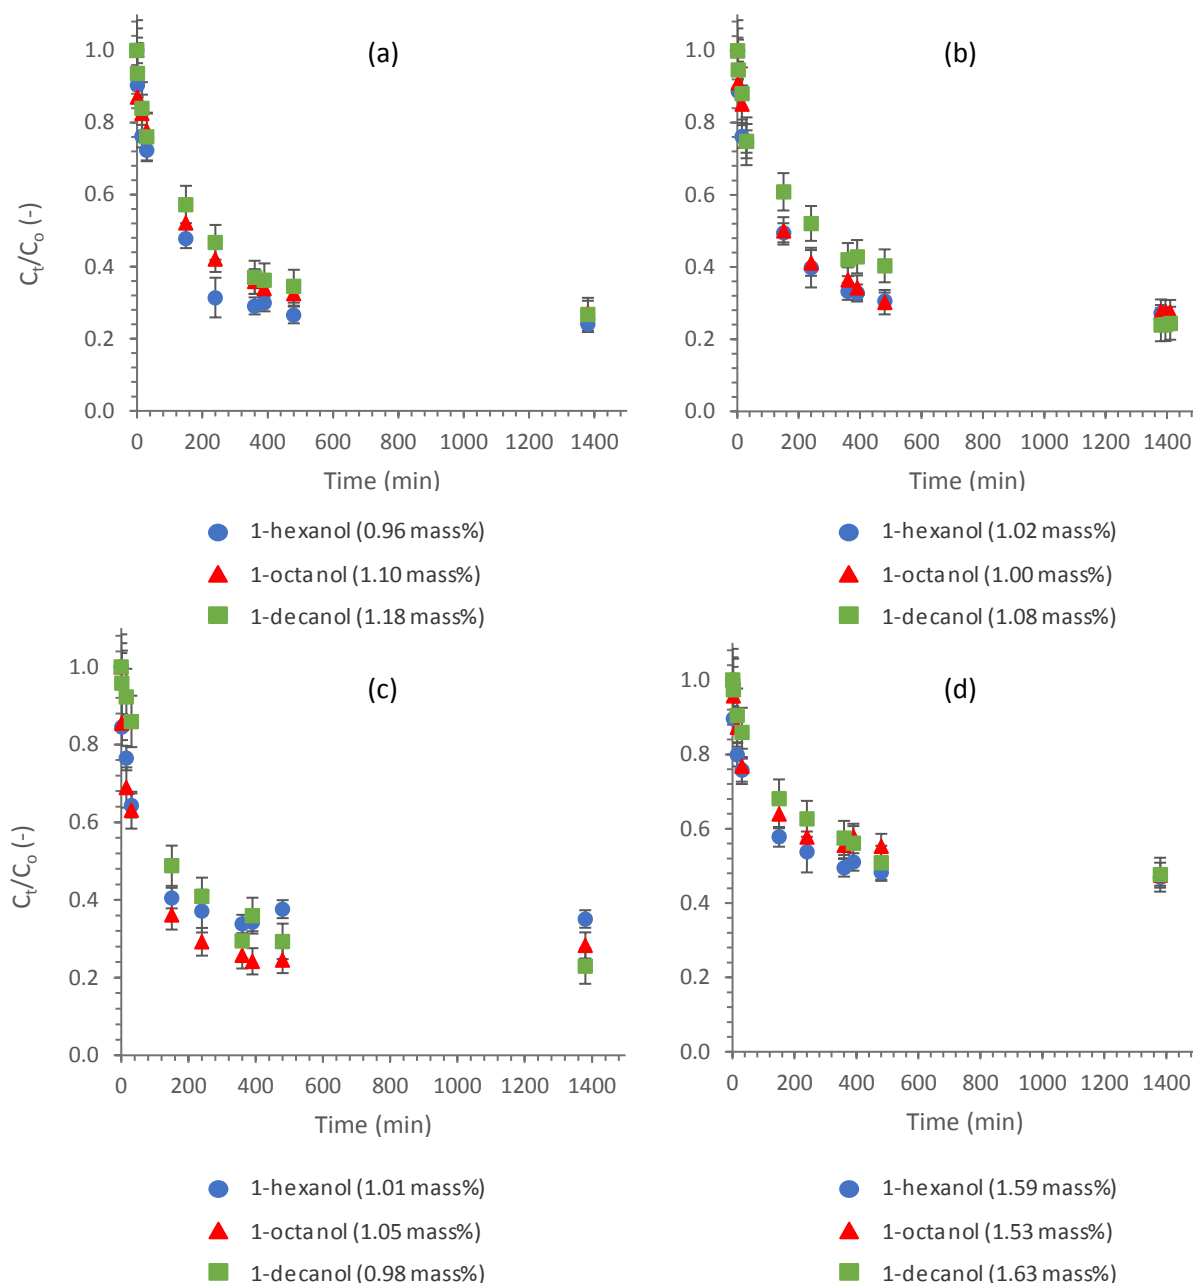 (a)
1.0
0.8
0.6
0.4
0.2
0.0
Cₜ/Cₒ (-)
0 200 400 600 800 1000 1200 1400
Time (min)
1-hexanol (0.96 mass%)
1-octanol (1.10 mass%)
1-decanol (1.18 mass%)
(b)
1.0
0.8
0.6
0.4
0.2
0.0
0 200 400 600 800 1000 1200 1400
Time (min)
1-hexanol (1.02 mass%)
1-octanol (1.00 mass%)
1-decanol (1.08 mass%)
(c)
1.0
0.8
0.6
0.4
0.2
0.0
Cₜ/Cₒ (-)
0 200 400 600 800 1000 1200 1400
Time (min)
1-hexanol (1.01 mass%)
1-octanol (1.05 mass%)
1-decanol (0.98 mass%)
(d)
1.0
0.8
0.6
0.4
0.2
0.0
0 200 400 600 800 1000 1200 1400
Time (min)
1-hexanol (1.59 mass%)
1-octanol (1.53 mass%)
1-decanol (1.63 mass%)